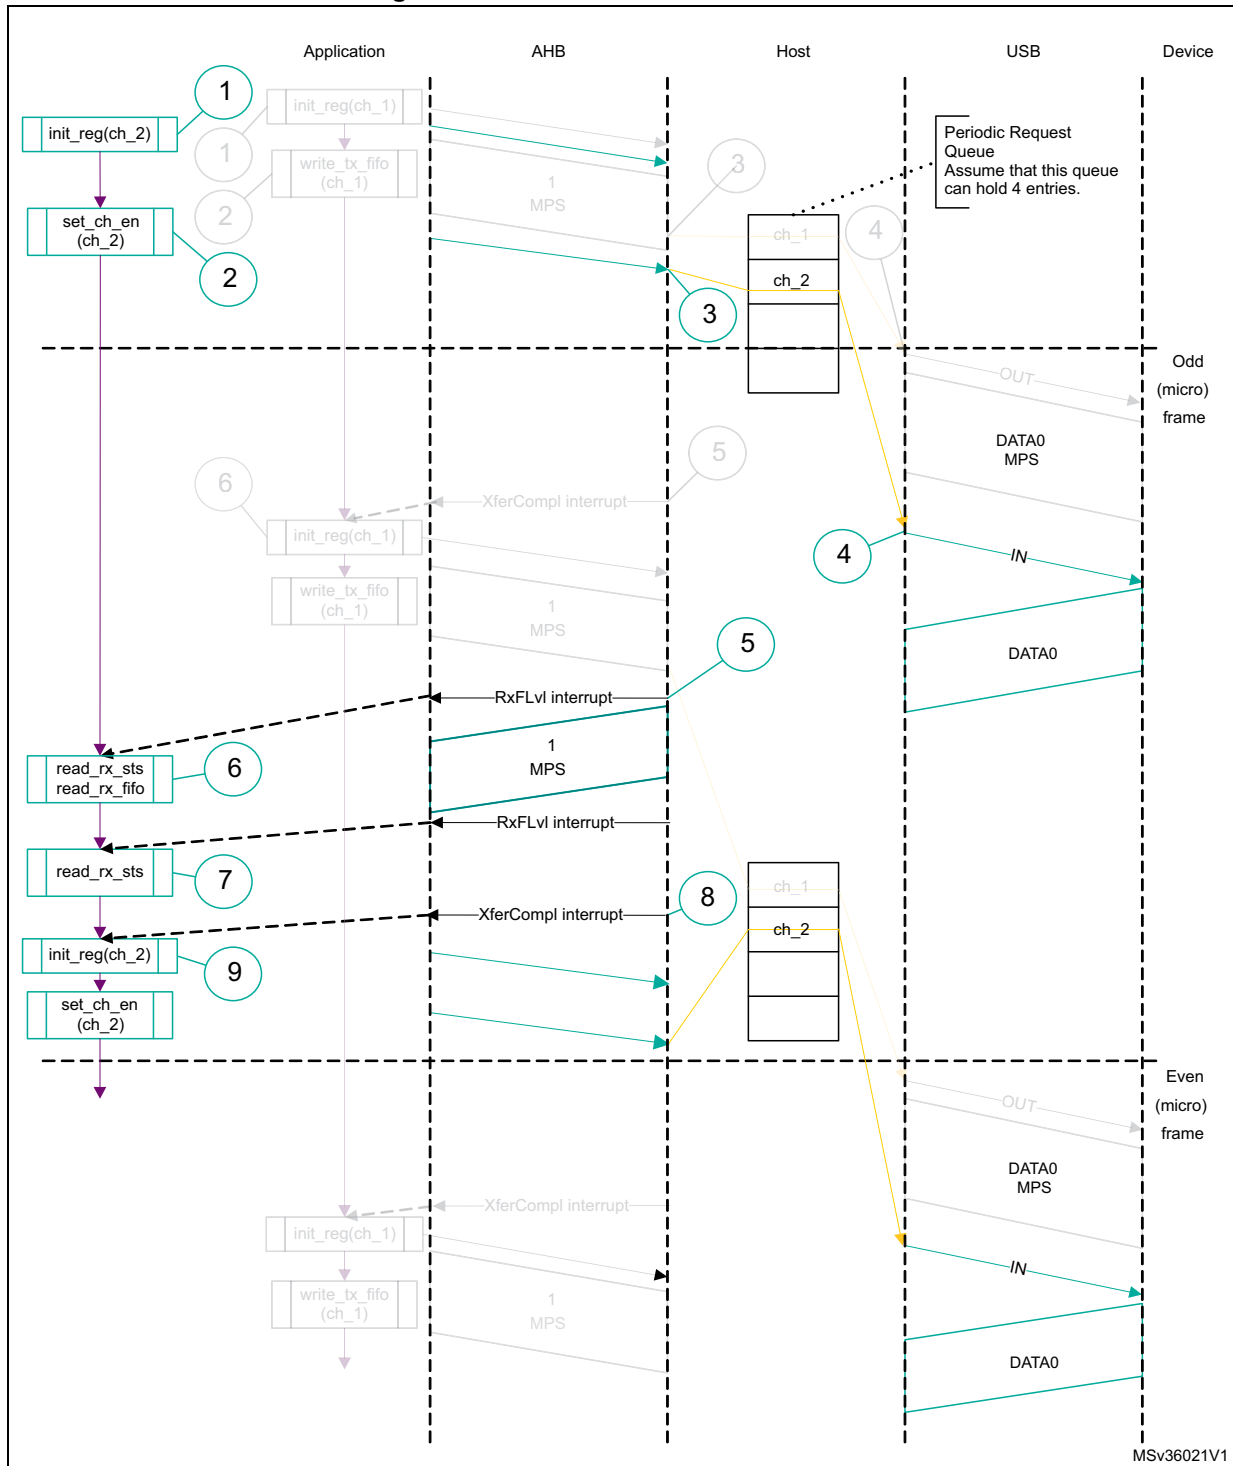 Application
AHB
Host
USB
Device
1
init_reg(ch_2)
init_reg(ch_1)
1
write_tx_fifo
(ch_1)
2
1
MPS
3
4
Periodic Request
Queue
Assume that this queue
can hold 4 entries.
set_ch_en
(ch_2)
2
ch_1
ch_2
3
Odd
(micro)
frame
OUT
DATA0
MPS
5
6
XferCompl interrupt
init_reg(ch_1)
write_tx_fifo
(ch_1)
1
MPS
4
IN
DATA0
5
RxFLvl interrupt
1
MPS
read_rx_sts
read_rx_fifo
6
RxFLvl interrupt
read_rx_sts
7
ch_1
ch_2
8
XferCompl interrupt
init_reg(ch_2)
9
set_ch_en
(ch_2)
Even
(micro)
frame
OUT
DATA0
MPS
XferCompl interrupt
init_reg(ch_1)
write_tx_fifo
(ch_1)
1
MPS
IN
DATA0
MSv36021V1